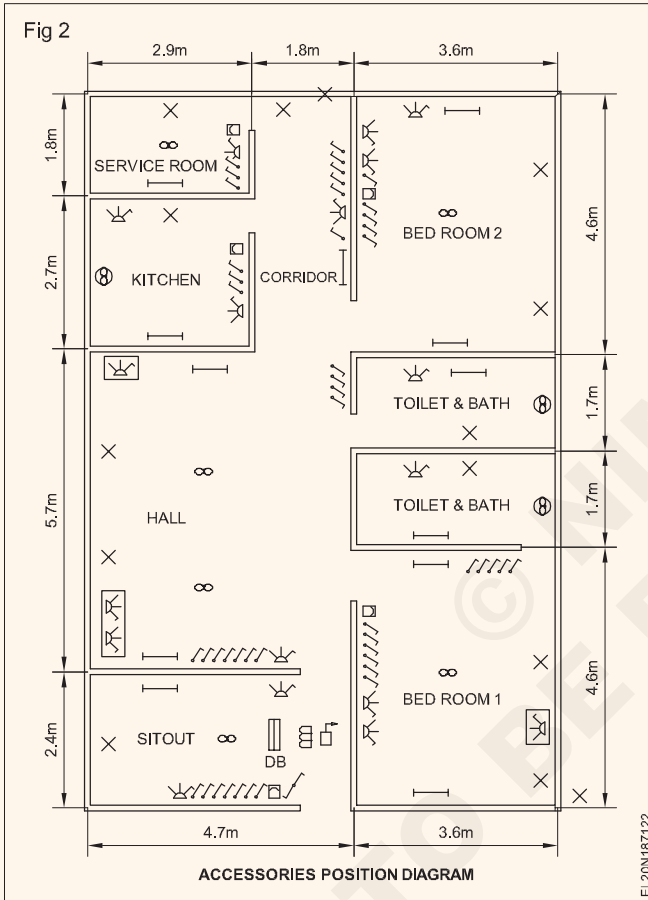 Fig 2
2.9m
1.8m
3.6m
1.8m
SERVICE ROOM
2.7m
KITCHEN
CORRIDOR
BED ROOM 2
4.6m
TOILET & BATH
1.7m
5.7m
HALL
TOILET & BATH
1.7m
BED ROOM 1
4.6m
2.4m
SITOUT
DB
4.7m
3.6m
ACCESSORIES POSITION DIAGRAM